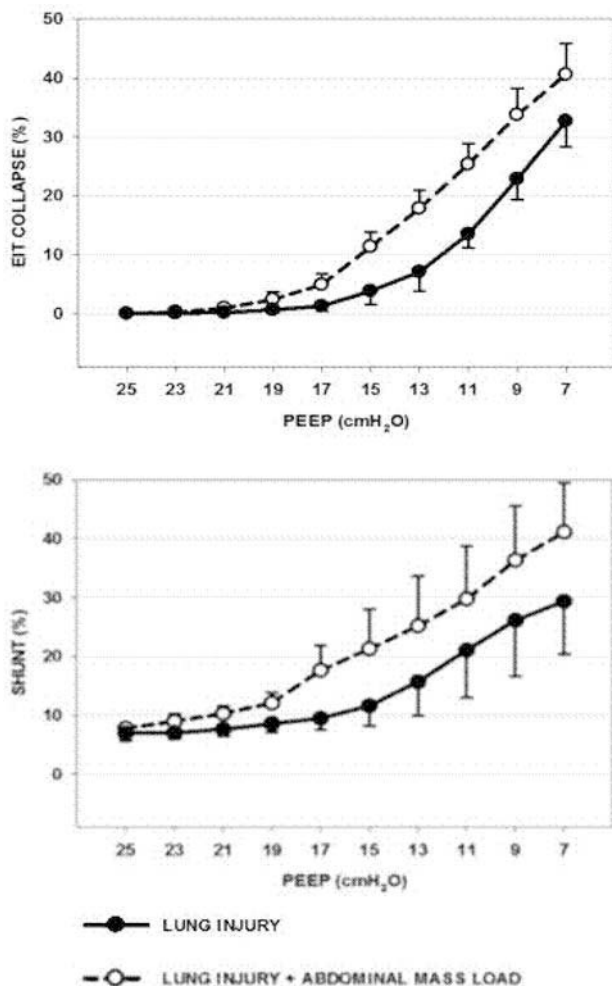 50
40
30
20
10
0
EIT COLLAPSE (%)
25 23 21 19 17 15 13 11 9 7
PEEP (cmH₂O)
50
40
30
20
10
0
SHUNT (%)
25 23 21 19 17 15 13 11 9 7
PEEP (cmH₂O)
LUNG INJURY
LUNG INJURY + ABDOMINAL MASS LOAD